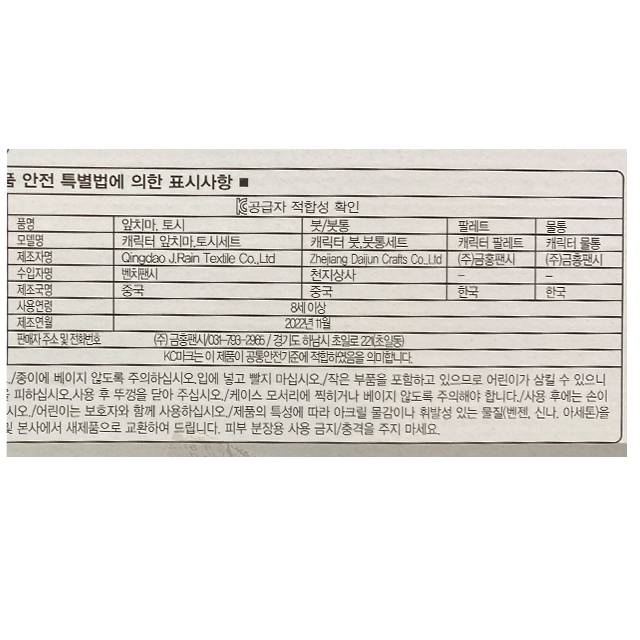 품 안전 특별법에 의한 표시사항 ■
공급자 적합성 확인
품명 앞치마, 토시 붓/붓통 팔레트 물통
모델명 캐릭터 앞치마,토시세트 캐릭터 붓,붓통세트 캐릭터 팔레트 캐릭터 물통
제조자명 Qingdao J.Rain Textile Co.,Ltd Zhejiang Daijun Crafts Co.,Ltd (주)금홍팬시 (주)금홍팬시
수입자명 벤치팬시 천지상사 – –
제조국명 중국 중국 한국 한국
사용연령 8세 이상
제조연월 2022년 11월
판매자 주소 및 전화번호 (주) 금홍팬시/031-793-2965 / 경기도 하남시 초일로 221(초일동)
KC마크는 이 제품이 공통안전기준에 적합하였음을 의미합니다.
./종이에 베이지 않도록 주의하십시오.입에 넣고 빨지 마십시오./작은 부품을 포함하고 있으므로 어린이가 삼킬 수 있으니
피하십시오.사용 후 뚜껑을 닫아 주십시오./케이스 모서리에 찍히거나 베이지 않도록 주의해야 합니다./사용 후에는 손이
시오./어린이는 보호자와 함께 사용하십시오./제품의 특성에 따라 아크릴 물감이나 휘발성 있는 물질(벤젠, 신나, 아세톤)을
및 본사에서 새제품으로 교환하여 드립니다. 피부 분장용 사용 금지/충격을 주지 마세요.